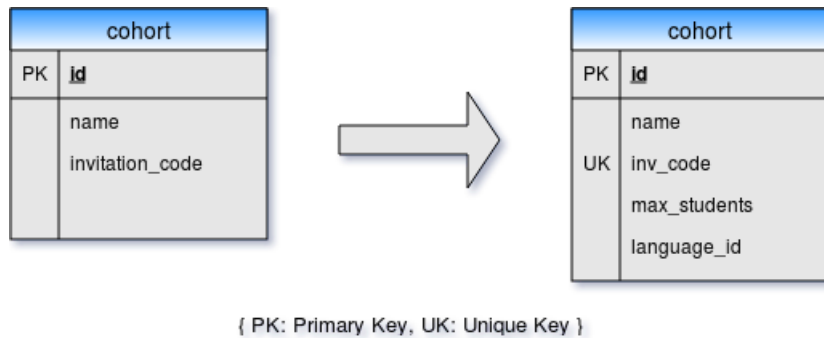 cohort
PK id
name
invitation_code
cohort
PK id
name
UK inv_code
max_students
language_id
{ PK: Primary Key, UK: Unique Key }